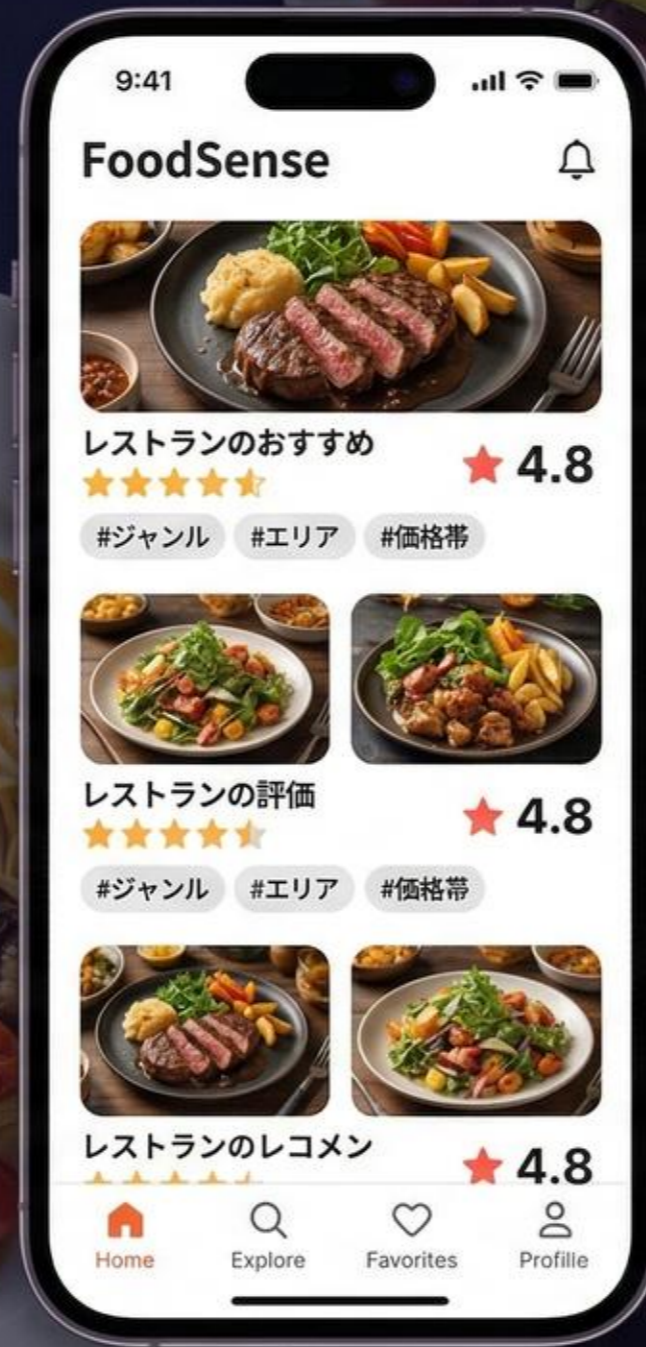 9:41
FoodSense
レストランのおすすめ
4.8
#ジャンル #エリア #価格帯
レストランの評価
4.8
#ジャンル #エリア #価格帯
レストランのレコメン
4.8
Home Explore Favorites Profille